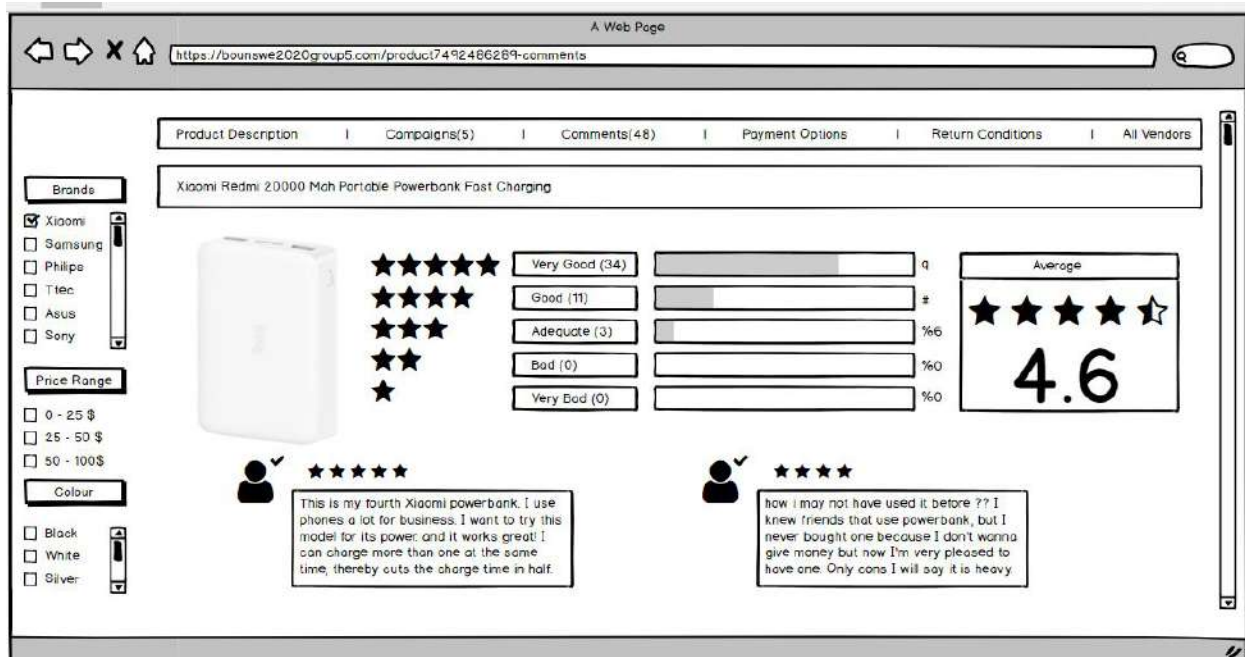 A Web Page
https://bounswe2020group5.com/product7492486289-comments
Product Description | Campaigns(5) | Comments(48) | Payment Options | Return Conditions | All Vendors
Xiaomi Redmi 20000 Mah Portable Powerbank Fast Charging
Brands
Xiaomi
Samsung
Philips
Ttec
Asus
Sony
Price Range
0 - 25 $
25 - 50 $
50 - 100$
Colour
Black
White
Silver
Very Good (34)
q
Good (11)
#
Adequate (3)
%6
Bad (0)
%0
Very Bad (0)
%0
Average
4.6
This is my fourth Xiaomi powerbank. I use
phones a lot for business. I want to try this
model for its power. and it works great! I
can charge more than one at the same
time, thereby cuts the charge time in half.
how i may not have used it before ?? I
knew friends that use powerbank, but I
never bought one because I don't wanna
give money but now I'm very pleased to
have one. Only cons I will say it is heavy.